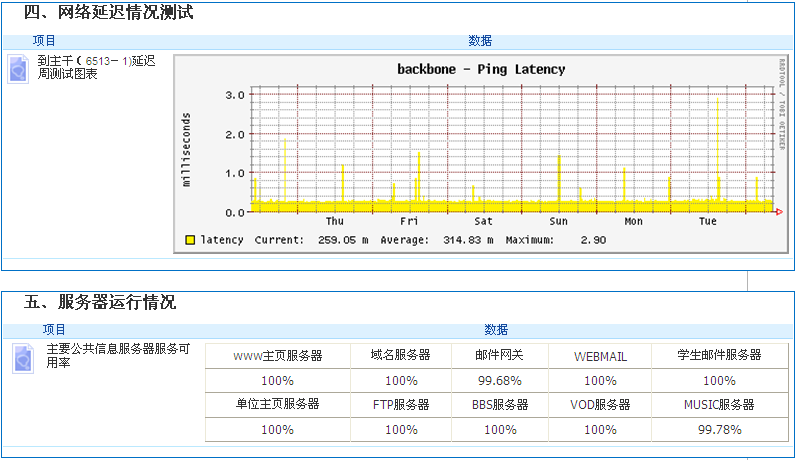 四、网络延迟情况测试
项目 数据
到主干（6513－1)延迟
周测试图表
backbone - Ping Latency
RRDTOOL / TOBI OETIKER
milliseconds
3.0
2.0
1.0
0.0
Thu Fri Sat Sun Mon Tue
latency Current: 259.05 m Average: 314.83 m Maximum: 2.90
五、服务器运行情况
项目 数据
主要公共信息服务器服务可
用率
WWW主页服务器 域名服务器 邮件网关 WEBMAIL 学生邮件服务器
100% 100% 99.68% 100% 100%
单位主页服务器 FTP服务器 BBS服务器 VOD服务器 MUSIC服务器
100% 100% 100% 100% 99.78%